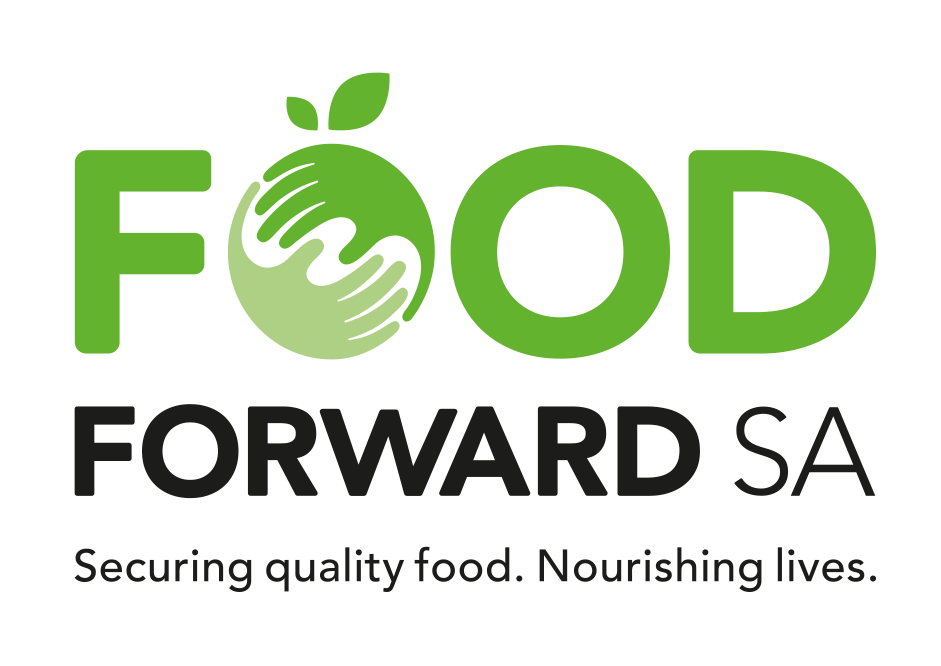 FOOD
FORWARD SA
Securing quality food. Nourishing lives.